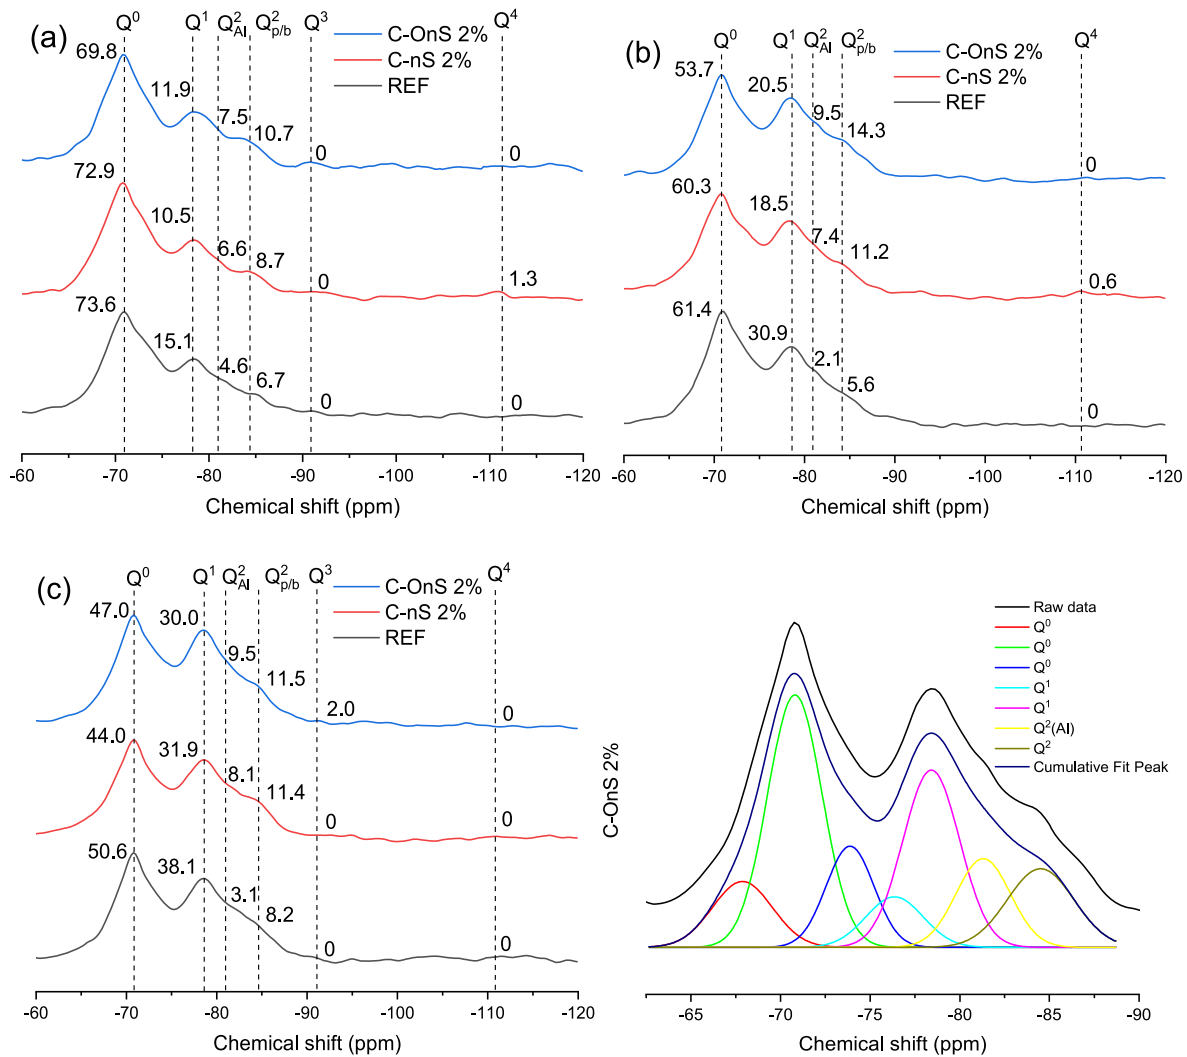 (a)
Q⁰ Q¹ Q²Al Q²p/b Q³ Q⁴
C-OnS 2%
C-nS 2%
REF
69.8 11.9 7.5 10.7 0 0
72.9 10.5 6.6 8.7 0 1.3
73.6 15.1 4.6 6.7 0 0
-60 -70 -80 -90 -100 -110 -120
Chemical shift (ppm)
(b)
Q⁰ Q¹ Q²Al Q²p/b Q⁴
C-OnS 2%
C-nS 2%
REF
53.7 20.5 9.5 14.3 0
60.3 18.5 7.4 11.2 0.6
61.4 30.9 2.1 5.6 0
-60 -70 -80 -90 -100 -110 -120
Chemical shift (ppm)
(c)
Q⁰ Q¹ Q²Al Q²p/b Q³ Q⁴
C-OnS 2%
C-nS 2%
REF
47.0 30.0 9.5 11.5 2.0 0
44.0 31.9 8.1 11.4 0 0
50.6 38.1 3.1 8.2 0 0
-60 -70 -80 -90 -100 -110 -120
Chemical shift (ppm)
C-OnS 2%
Raw data
Q⁰
Q⁰
Q⁰
Q¹
Q¹
Q²(Al)
Q²
Cumulative Fit Peak
-65 -70 -75 -80 -85 -90
Chemical shift (ppm)